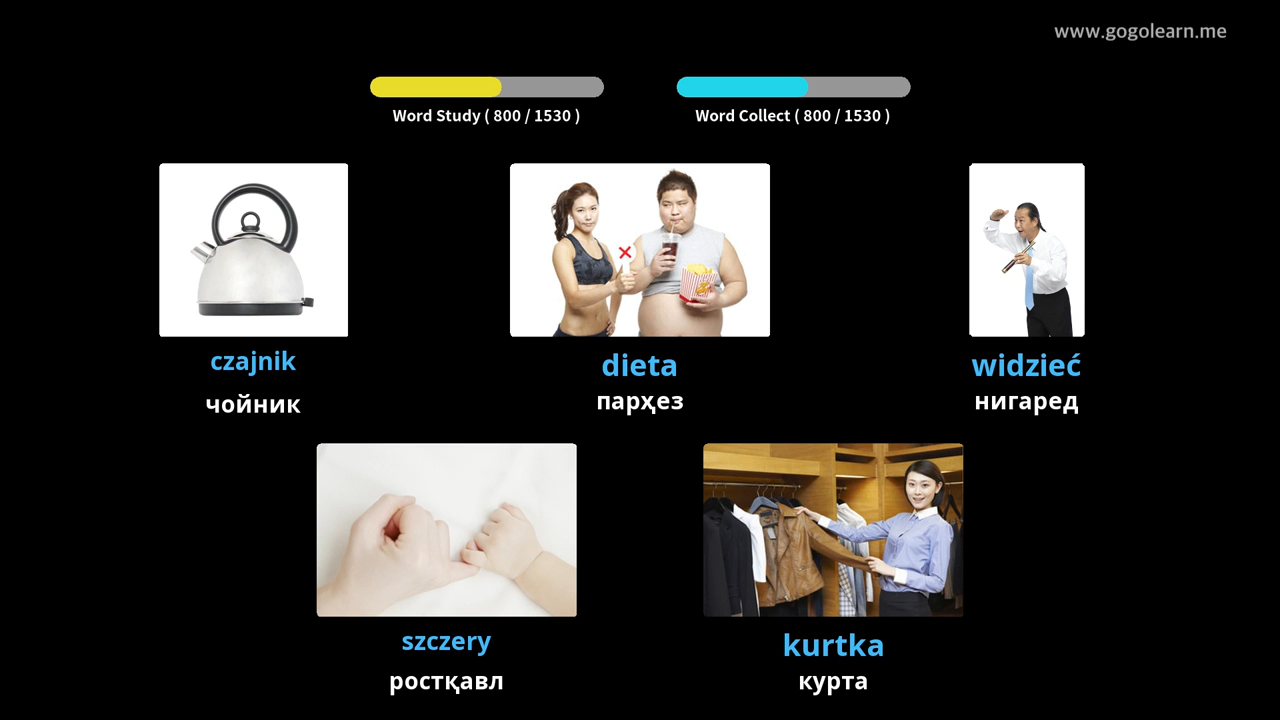 www.gogolearn.me
Word Study ( 800 / 1530 )
Word Collect ( 800 / 1530 )
czajnik
чойник
dieta
парҳез
widzieć
нигаред
szczery
ростқавл
kurtka
курта